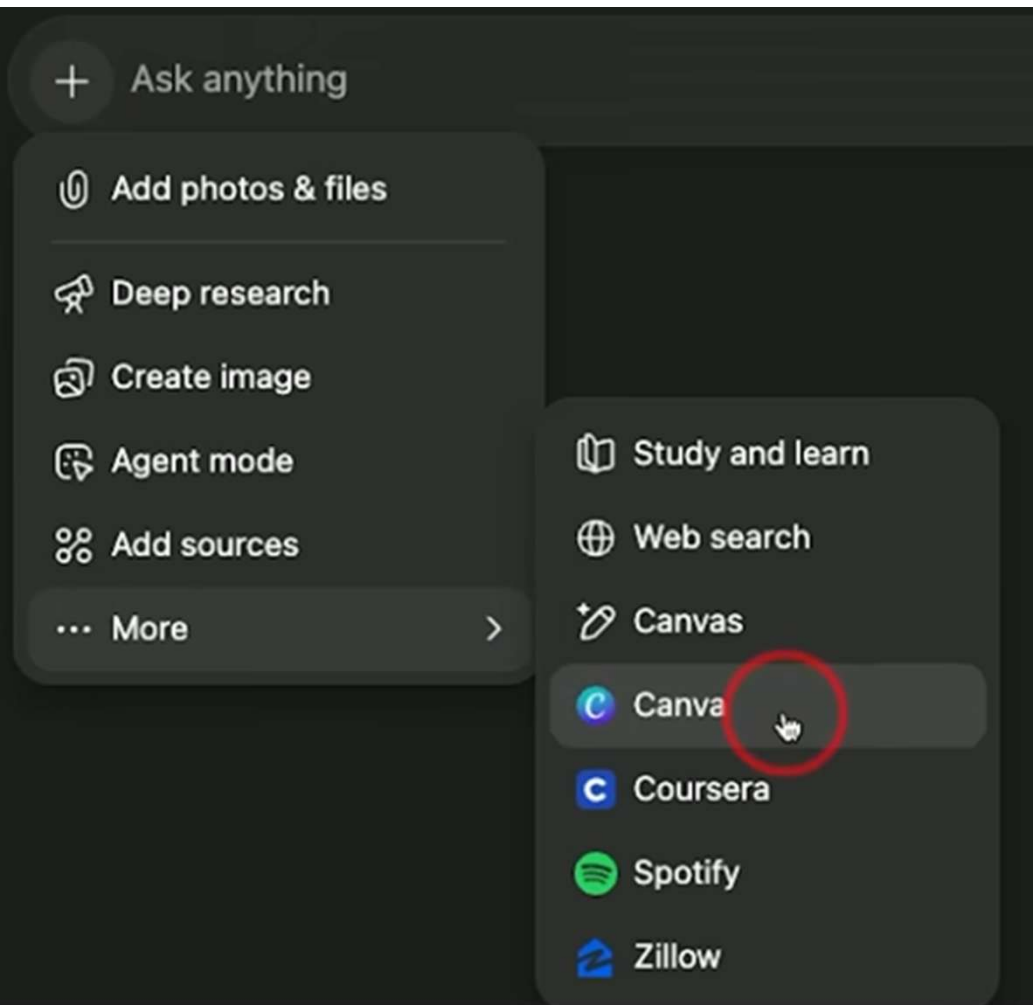 Ask anything
Add photos & files
Deep research
Create image
Agent mode
Add sources
More
Study and learn
Web search
Canvas
Canva
Coursera
Spotify
Zillow